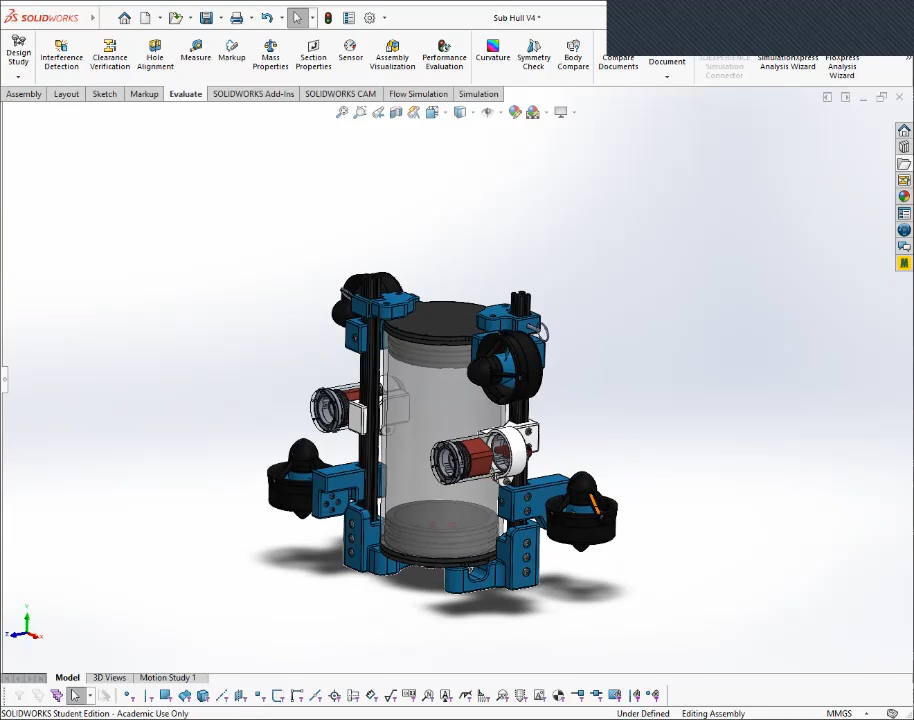 SOLIDWORKS
Sub Hull V4 *
Design Study
Interference Detection
Clearance Verification
Hole Alignment
Measure
Markup
Mass Properties
Section Properties
Sensor
Assembly Visualization
Performance Evaluation
Curvature
Symmetry Check
Body Compare
Compare Documents
Document
Simulation Connector
SimulationXpress Analysis Wizard
FloXpress Analysis Wizard
Assembly Layout Sketch Markup Evaluate SOLIDWORKS Add-Ins SOLIDWORKS CAM Flow Simulation Simulation
Y
Z X
Model 3D Views Motion Study 1
SOLIDWORKS Student Edition - Academic Use Only
Under Defined Editing Assembly MMGS